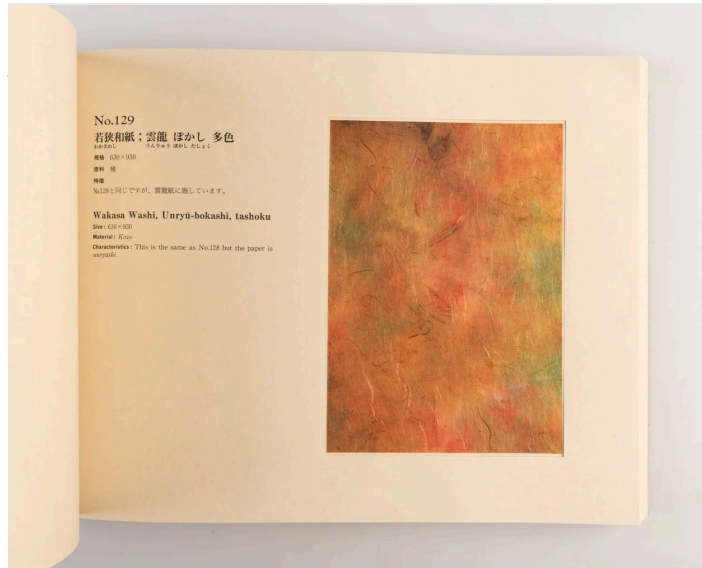 No.129
若狭和紙；雲龍 ぼかし 多色
わかさわし うんりゅう ぼかし たしょく
規格 630×930
原料 楮
特徴
№128と同じですが、雲龍紙に施しています。
Wakasa Washi, Unryū-bokashi, tashoku
Size: 630×930
Material: Kozo
Characteristics: This is the same as No.128 but the paper is
unryūshi.